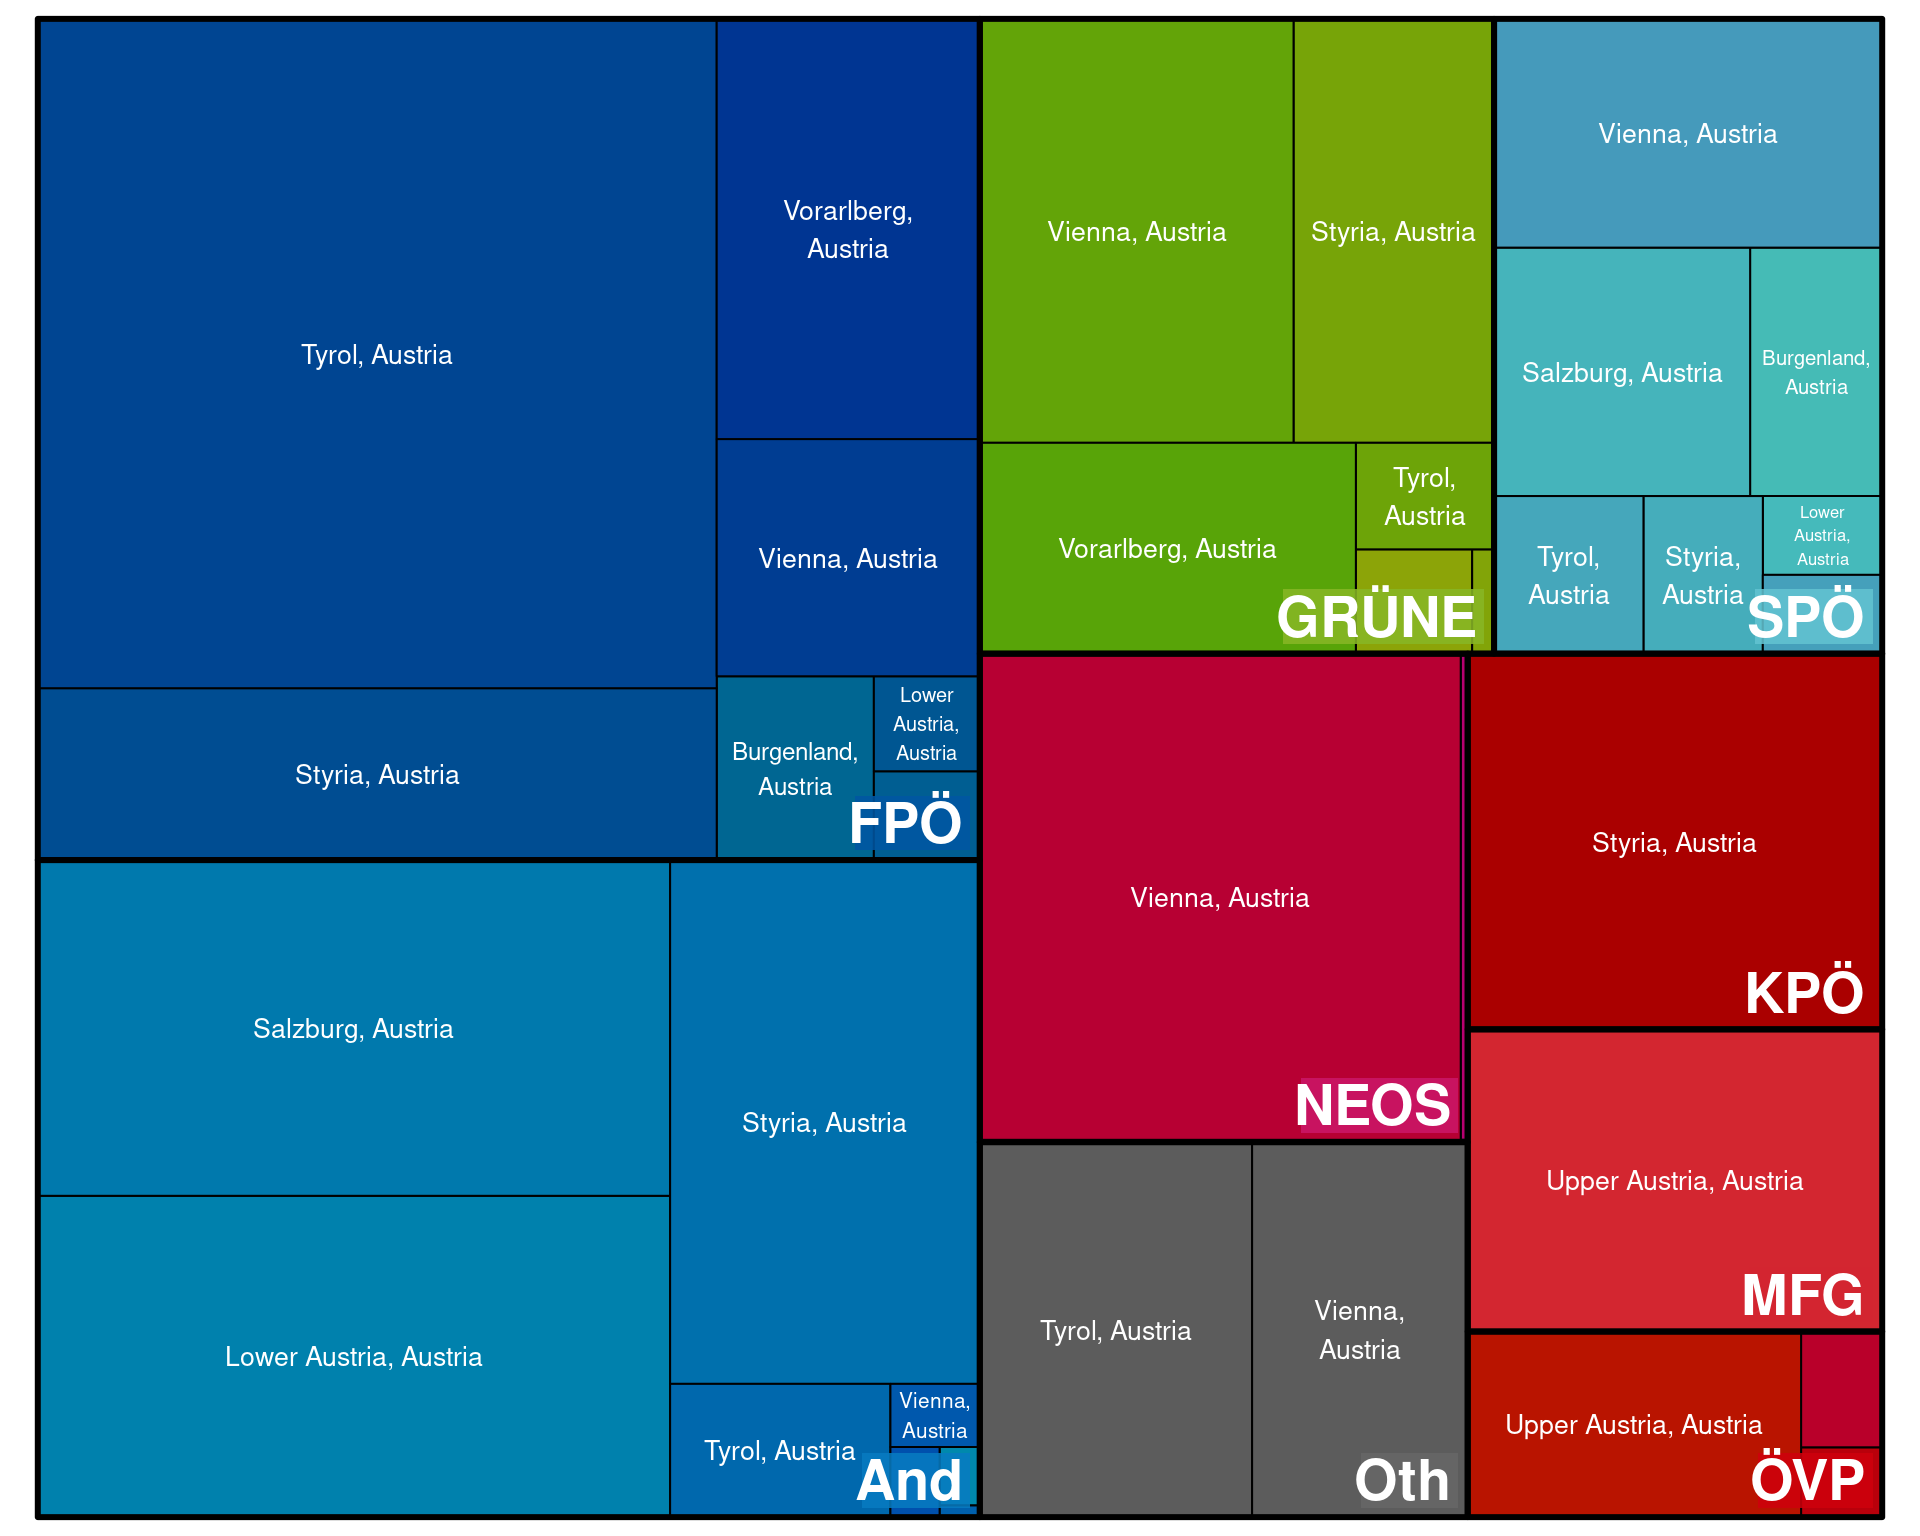 Tyrol, Austria
Vorarlberg,
Austria
Vienna, Austria
Styria, Austria
Burgenland,
Austria
Lower
Austria,
Austria
FPÖ
Salzburg, Austria
Lower Austria, Austria
Styria, Austria
Tyrol, Austria
Vienna,
Austria
And
Vienna, Austria
Styria, Austria
Vorarlberg, Austria
Tyrol,
Austria
GRÜNE
Vienna, Austria
Salzburg, Austria
Burgenland,
Austria
Tyrol,
Austria
Styria,
Austria
Lower
Austria,
Austria
SPÖ
Vienna, Austria
NEOS
Styria, Austria
KPÖ
Upper Austria, Austria
MFG
Tyrol, Austria
Vienna,
Austria
Oth
Upper Austria, Austria
ÖVP